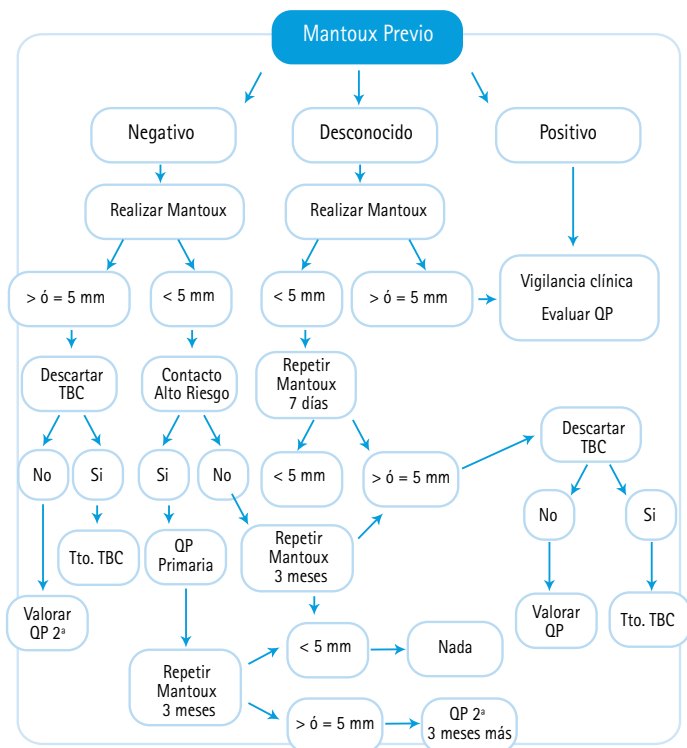 Mantoux Previo
Negativo
Desconocido
Positivo
Realizar Mantoux
Realizar Mantoux
> ó = 5 mm
< 5 mm
< 5 mm
> ó = 5 mm
Vigilancia clínica
Evaluar QP
Descartar
TBC
Contacto
Alto Riesgo
Repetir
Mantoux
7 días
Descartar
TBC
No
Si
Si
No
< 5 mm
> ó = 5 mm
No
Si
Tto. TBC
QP
Primaria
Repetir
Mantoux
3 meses
Valorar
QP 2ª
Valorar
QP
Tto. TBC
< 5 mm
Nada
Repetir
Mantoux
3 meses
> ó = 5 mm
QP 2ª
3 meses más